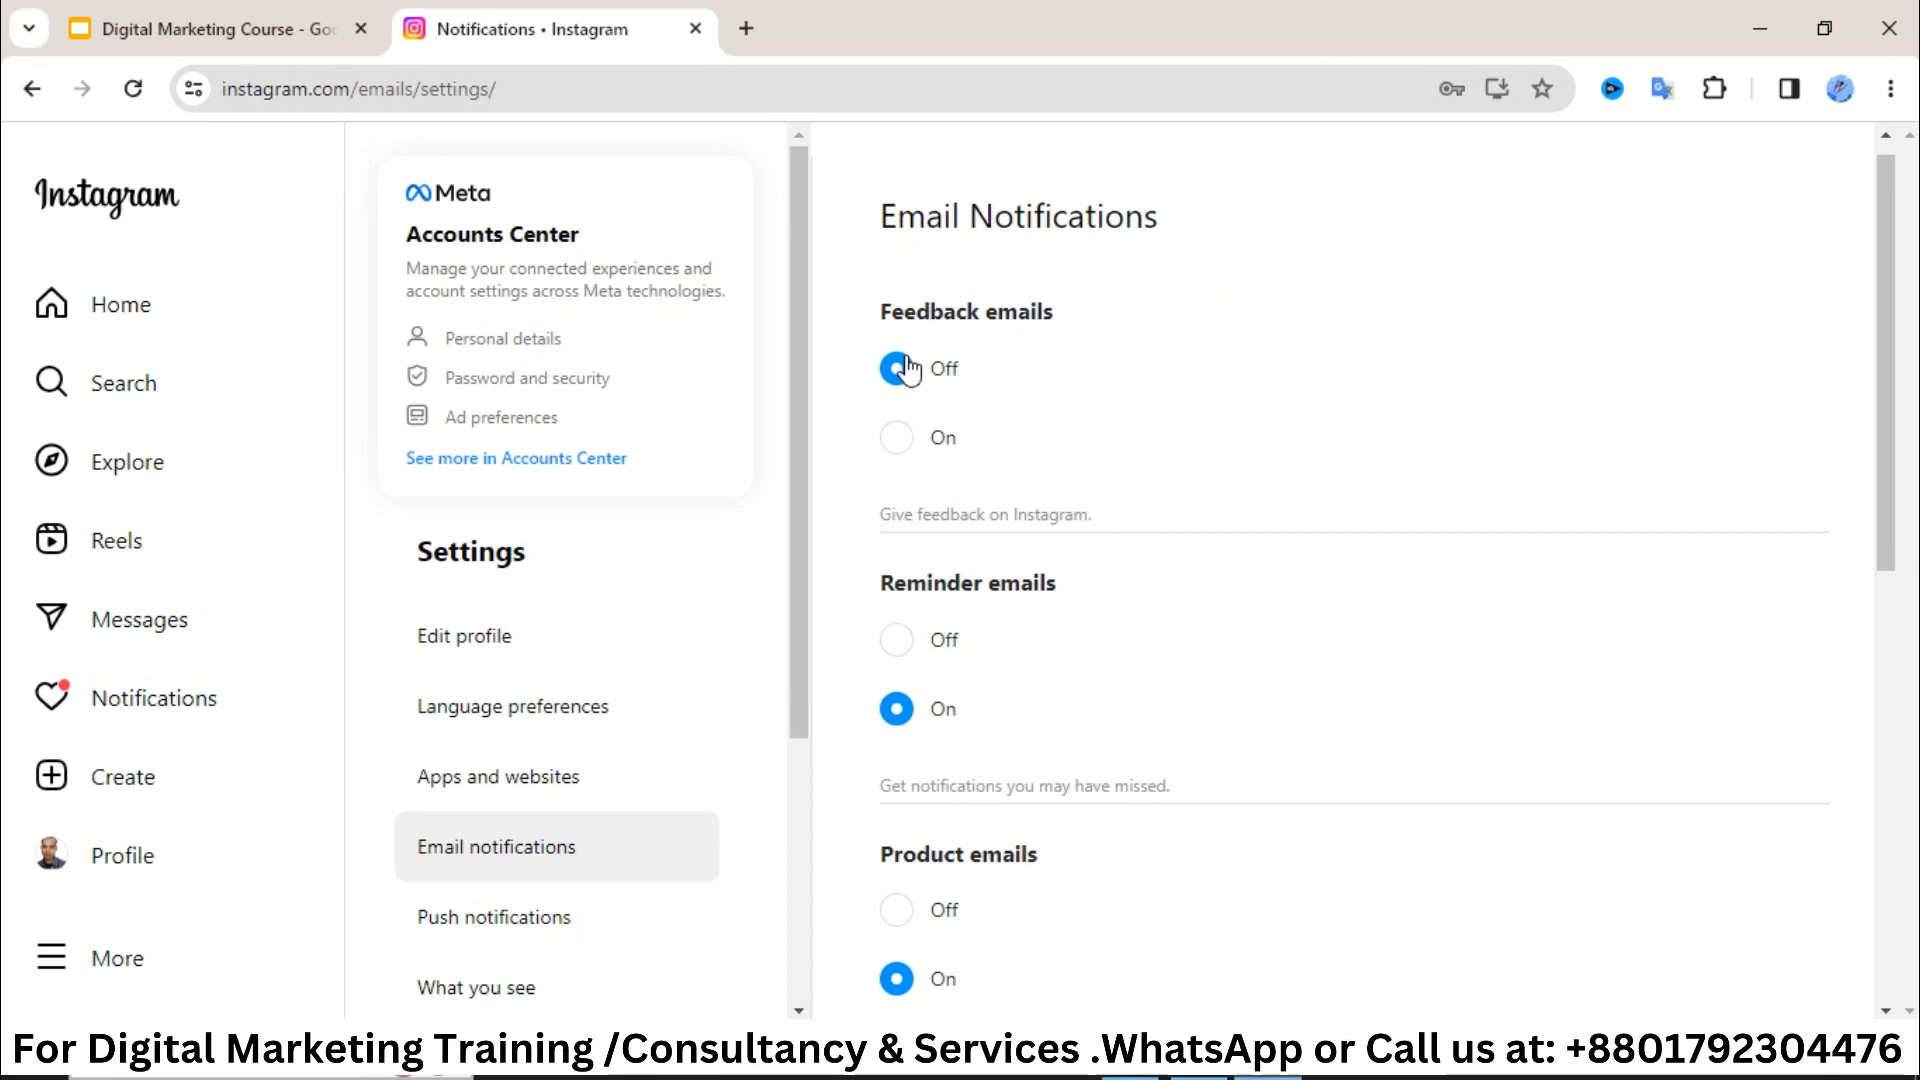 Digital Marketing Course - Goo
Notifications • Instagram
instagram.com/emails/settings/
Instagram
Home
Search
Explore
Reels
Messages
Notifications
Create
Profile
More
Meta
Accounts Center
Manage your connected experiences and
account settings across Meta technologies.
Personal details
Password and security
Ad preferences
See more in Accounts Center
Settings
Edit profile
Language preferences
Apps and websites
Email notifications
Push notifications
What you see
Email Notifications
Feedback emails
Off
On
Give feedback on Instagram.
Reminder emails
Off
On
Get notifications you may have missed.
Product emails
Off
On
For Digital Marketing Training /Consultancy & Services .WhatsApp or Call us at: +8801792304476